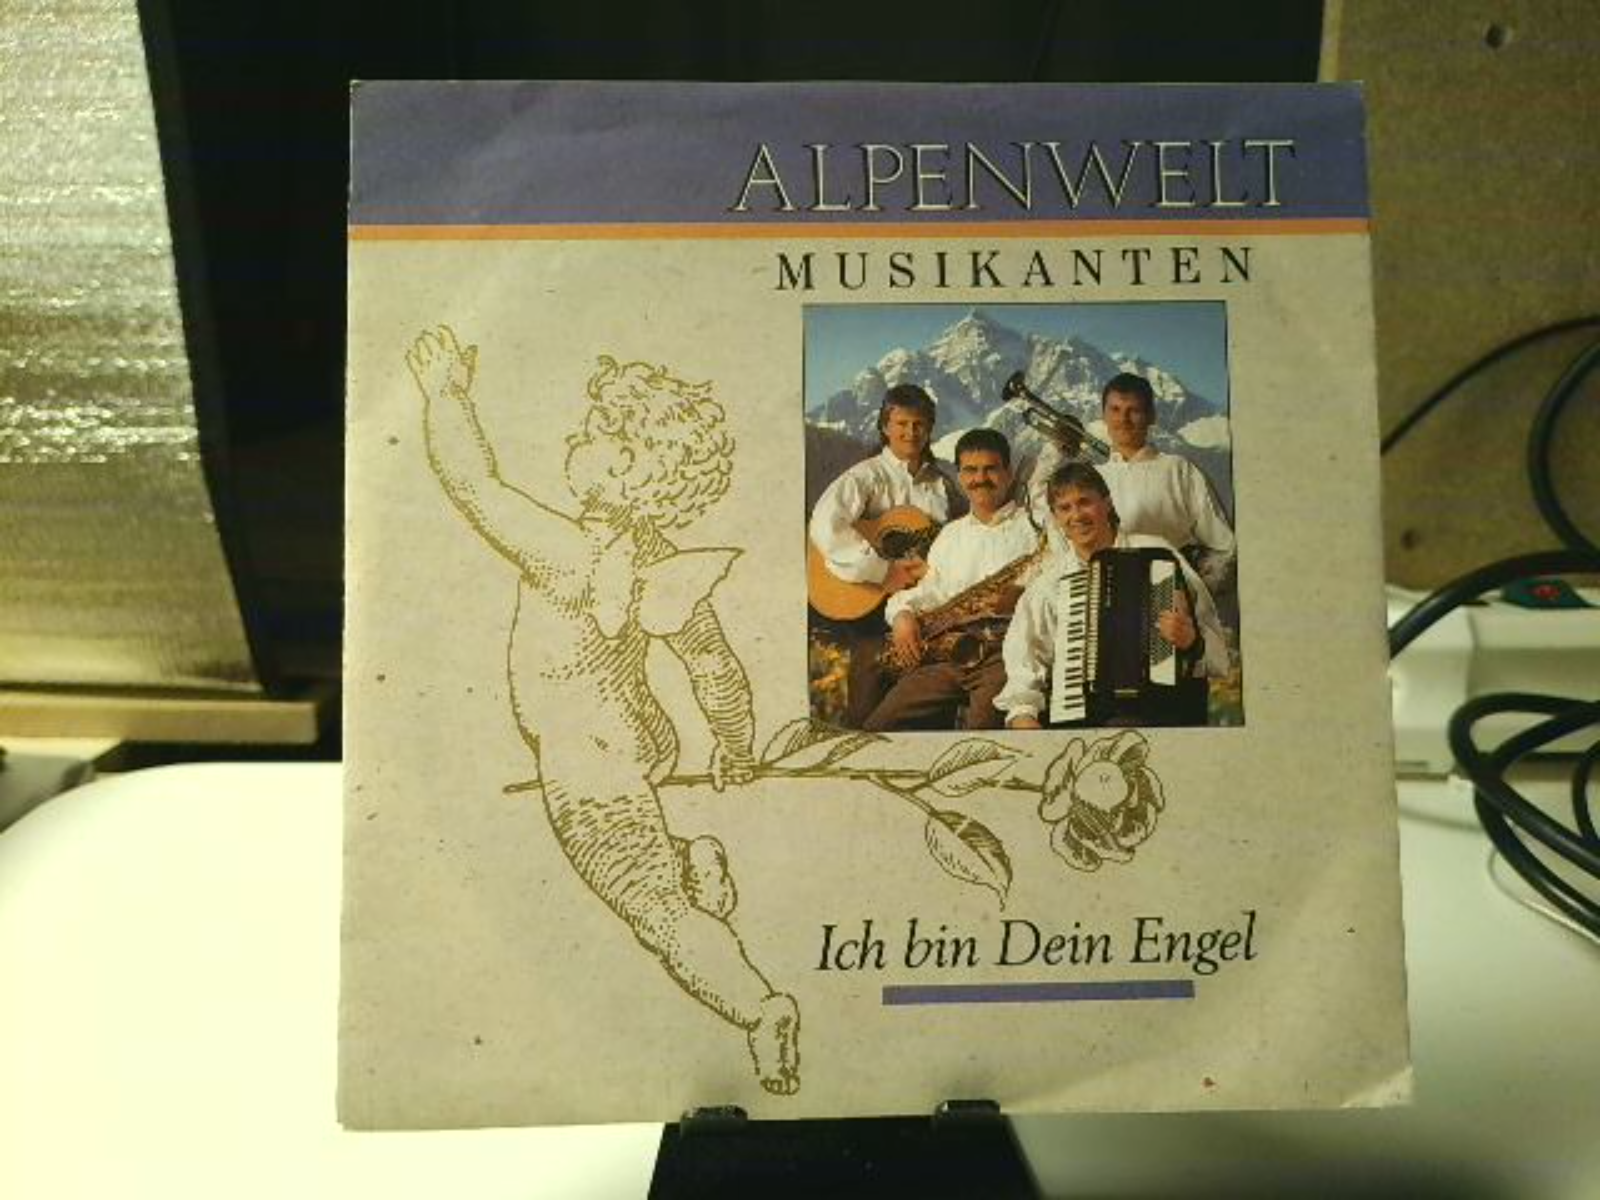 ALPENWELT
MUSIKANTEN
Ich bin Dein Engel